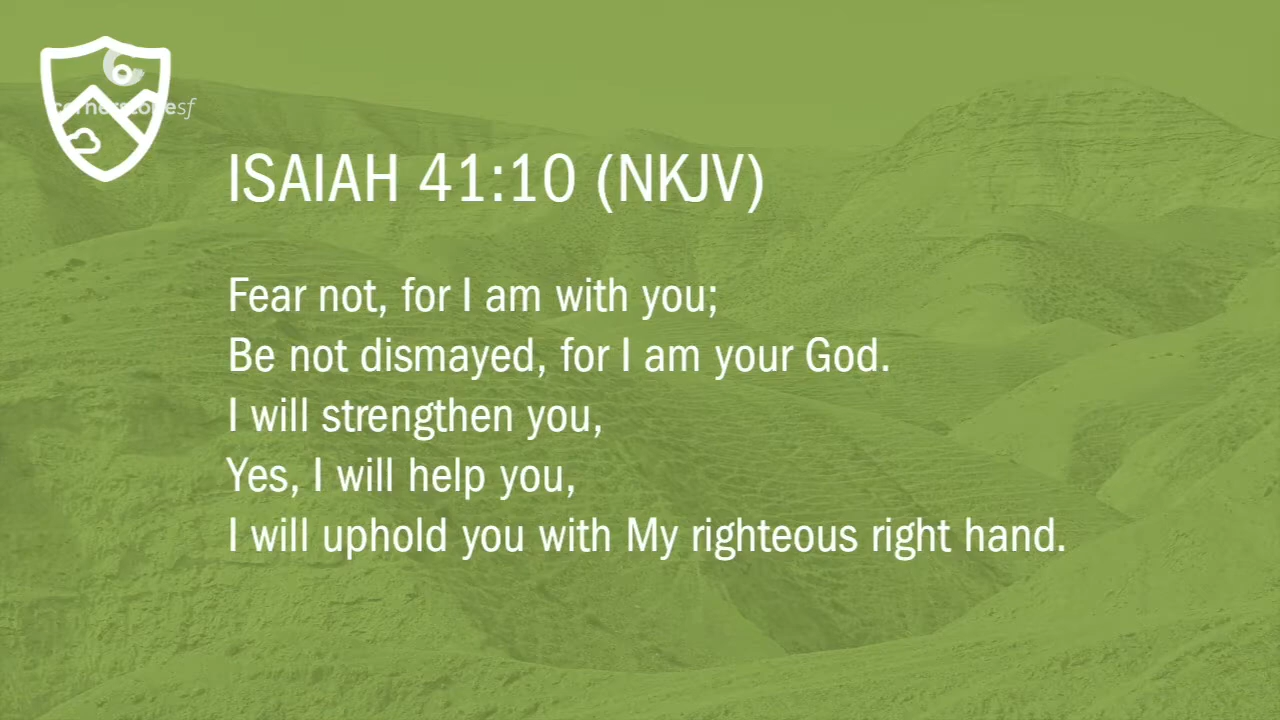 cornerstonesf
ISAIAH 41:10 (NKJV)
Fear not, for I am with you;
Be not dismayed, for I am your God.
I will strengthen you,
Yes, I will help you,
I will uphold you with My righteous right hand.